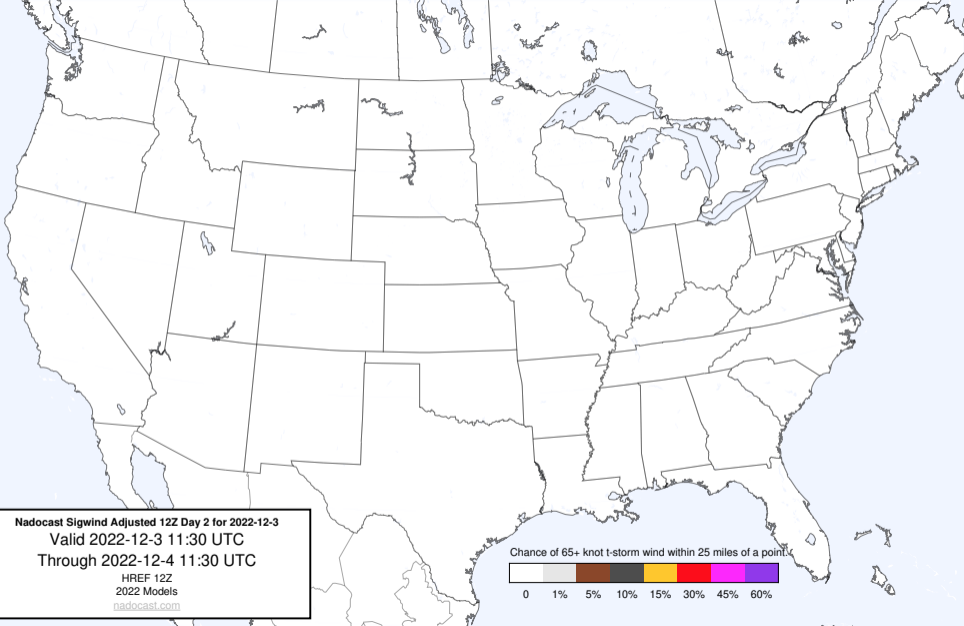 Nadocast Sigwind Adjusted 12Z Day 2 for 2022-12-3
Valid 2022-12-3 11:30 UTC
Through 2022-12-4 11:30 UTC
HREF 12Z
2022 Models
nadocast.com
Chance of 65+ knot t-storm wind within 25 miles of a point.
0 1% 5% 10% 15% 30% 45% 60%